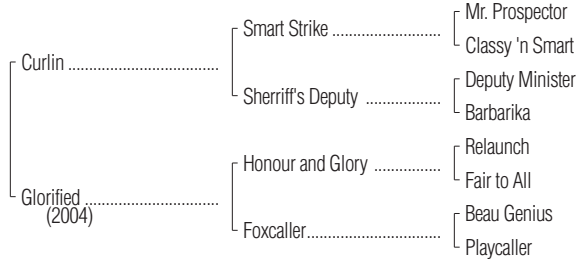 Mr. Prospector
Smart Strike ..............................
Classy 'n Smart
Curlin ..........................................
Deputy Minister
Sherriff's Deputy .....................
Barbarika
Relaunch
Honour and Glory ...................
Fair to All
Glorified .....................................
(2004)
Beau Genius
Foxcaller.....................................
Playcaller